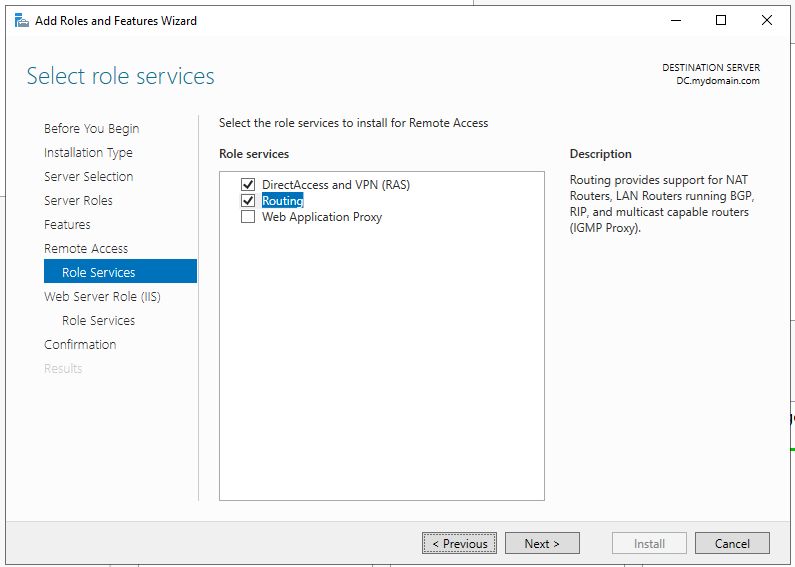 Add Roles and Features Wizard
Select role services
DESTINATION SERVER
DC.mydomain.com
Before You Begin
Installation Type
Server Selection
Server Roles
Features
Remote Access
Role Services
Web Server Role (IIS)
Role Services
Confirmation
Results
Select the role services to install for Remote Access
Role services
DirectAccess and VPN (RAS)
Routing
Web Application Proxy
Description
Routing provides support for NAT
Routers, LAN Routers running BGP,
RIP, and multicast capable routers
(IGMP Proxy).
< Previous
Next >
Install
Cancel